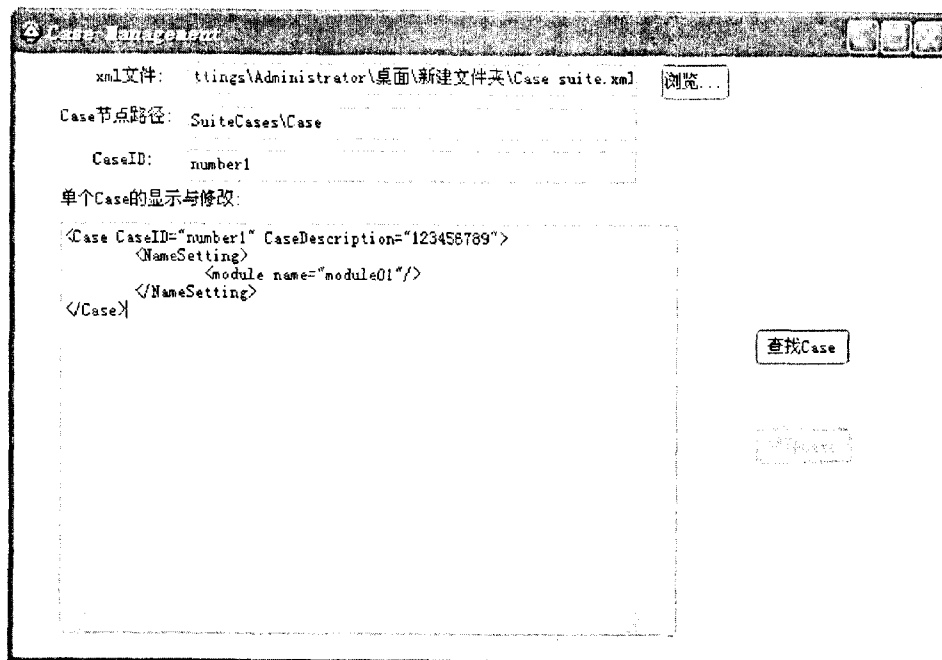 Case Management
xml文件: ttings\Administrator\桌面\新建文件夹\Case suite.xml 浏览...
Case节点路径: SuiteCases\Case
CaseID: number1
单个Case的显示与修改:
<Case CaseID="number1" CaseDescription="123456789">
<NameSetting>
<module name="module01"/>
</NameSetting>
</Case>
查找Case